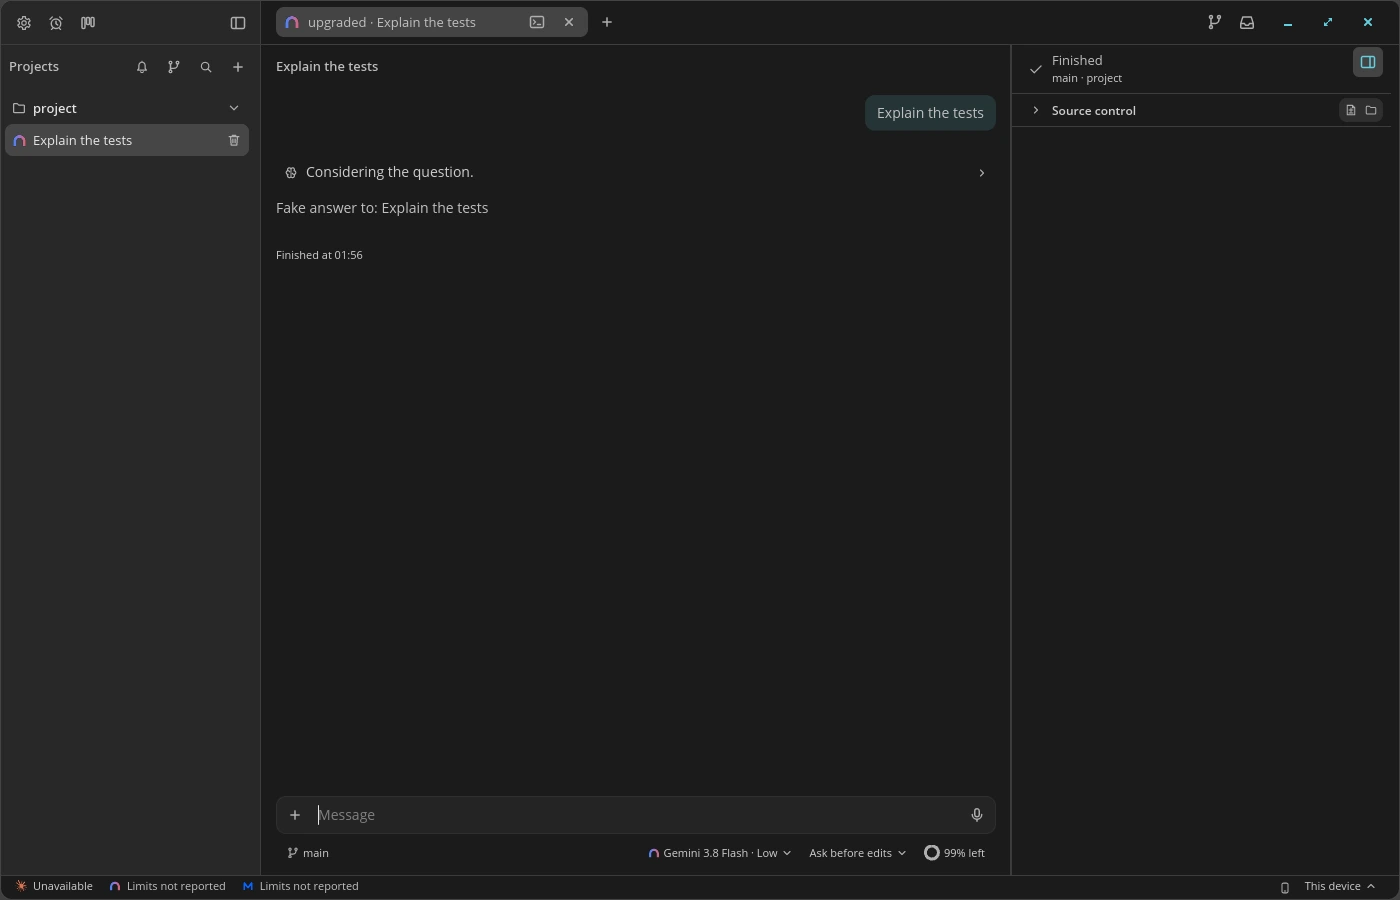 upgraded · Explain the tests
Projects
project
Explain the tests
Explain the tests
Explain the tests
Considering the question.
Fake answer to: Explain the tests
Finished at 01:56
Message
main
Gemini 3.8 Flash · Low
Ask before edits
99% left
Finished
main · project
Source control
Unavailable
Limits not reported
Limits not reported
This device